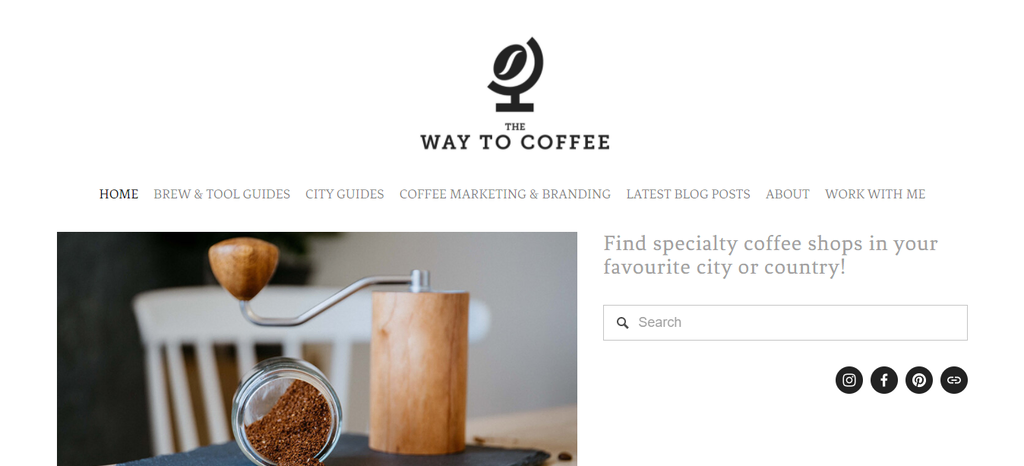 THE
WAY TO COFFEE
HOME BREW & TOOL GUIDES CITY GUIDES COFFEE MARKETING & BRANDING LATEST BLOG POSTS ABOUT WORK WITH ME
Find specialty coffee shops in your
favourite city or country!
Search